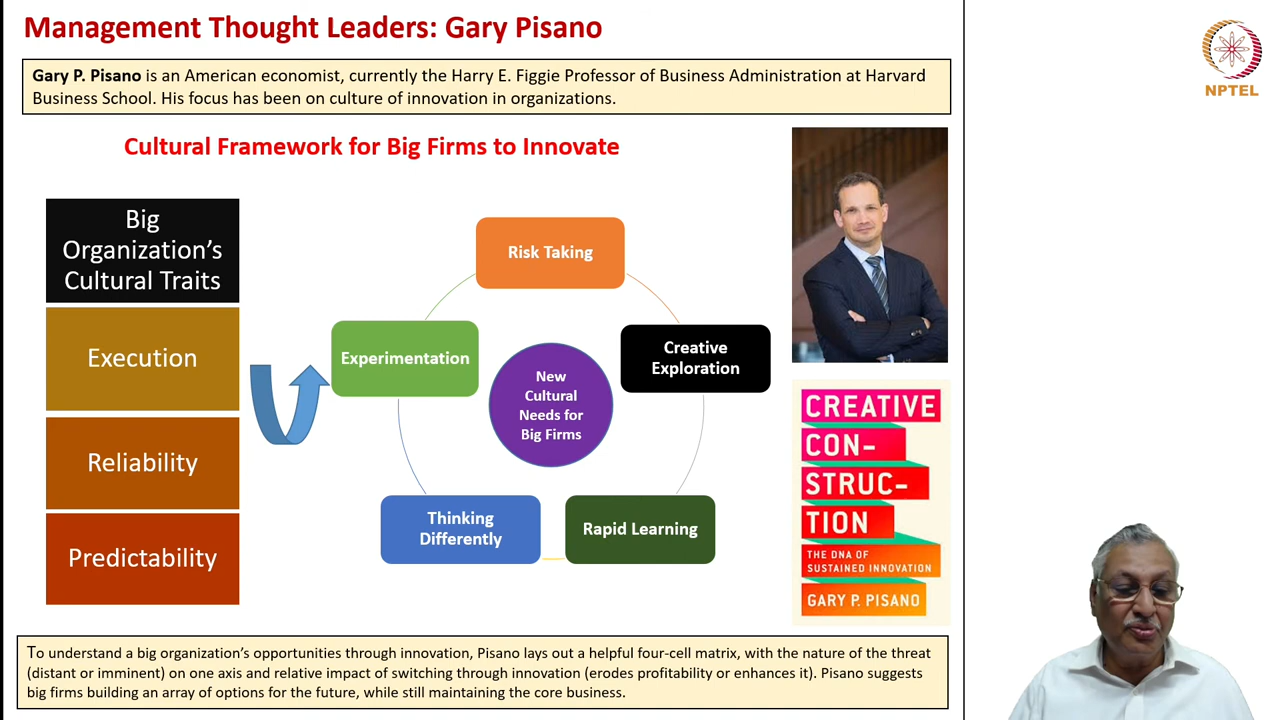 Management Thought Leaders: Gary Pisano
NPTEL
Gary P. Pisano is an American economist, currently the Harry E. Figgie Professor of Business Administration at Harvard
Business School. His focus has been on culture of innovation in organizations.
Cultural Framework for Big Firms to Innovate
Big
Organization’s
Cultural Traits
Execution
Reliability
Predictability
Risk Taking
Experimentation
Creative
Exploration
New
Cultural
Needs for
Big Firms
Thinking
Differently
Rapid Learning
CREATIVE
CON-
STRUC-
TION
THE DNA OF
SUSTAINED INNOVATION
GARY P. PISANO
To understand a big organization’s opportunities through innovation, Pisano lays out a helpful four-cell matrix, with the nature of the threat
(distant or imminent) on one axis and relative impact of switching through innovation (erodes profitability or enhances it). Pisano suggests
big firms building an array of options for the future, while still maintaining the core business.